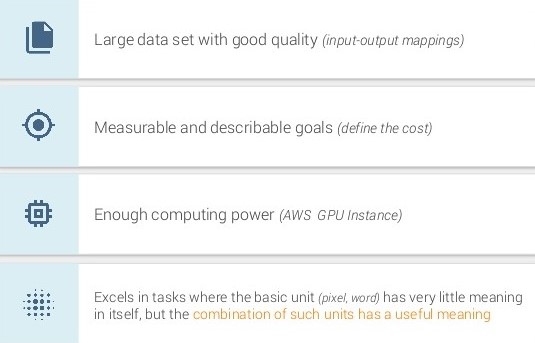 Large data set with good quality (input-output mappings)
Measurable and describable goals (define the cost)
Enough computing power (AWS GPU Instance)
Excels in tasks where the basic unit (pixel, word) has very little meaning
in itself, but the combination of such units has a useful meaning